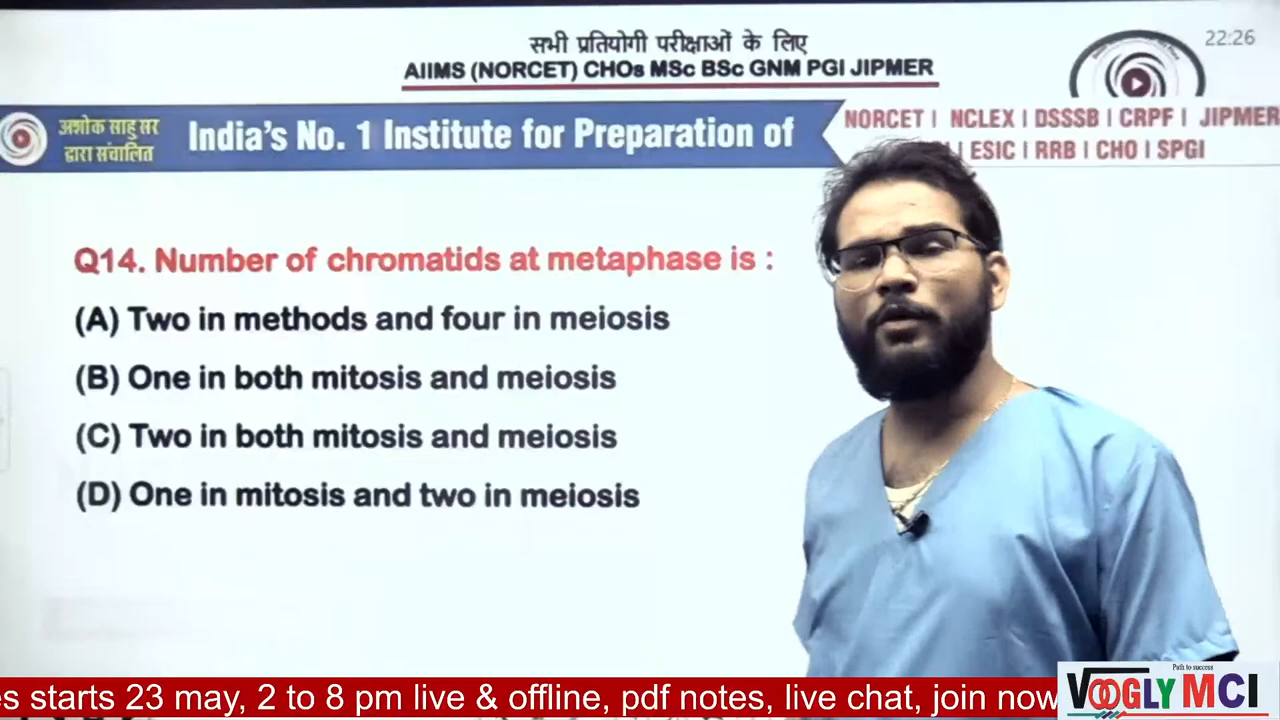 सभी प्रतियोगी परीक्षाओं के लिए
22:26
AIIMS (NORCET) CHOs MSc BSc GNM PGI JIPMER
अशोक साहु सर
द्वारा संचालित
India's No. 1 Institute for Preparation of
NORCET I NCLEX I DSSSB I CRPF I JIPMER
I ESIC I RRB I CHO I SPGI
Q14. Number of chromatids at metaphase is :
(A) Two in methods and four in meiosis
(B) One in both mitosis and meiosis
(C) Two in both mitosis and meiosis
(D) One in mitosis and two in meiosis
es starts 23 may, 2 to 8 pm live & offline, pdf notes, live chat, join now
Path to success
VOOGLY MCI